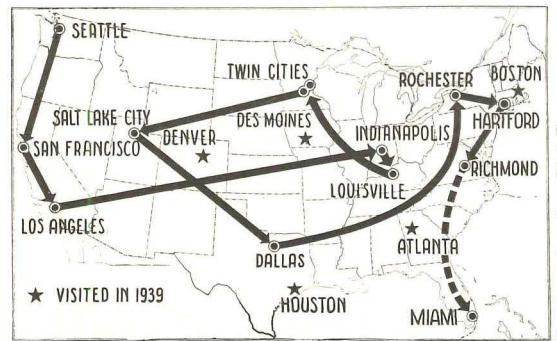 SEATTLE
TWIN CITIES
ROCHESTER
BOSTON
SALT LAKE CITY
DENVER
DES MOINES
INDIANAPOLIS
HARTFORD
SAN FRANCISCO
LOUISVILLE
RICHMOND
LOS ANGELES
DALLAS
ATLANTA
★ VISITED IN 1939
HOUSTON
MIAMI